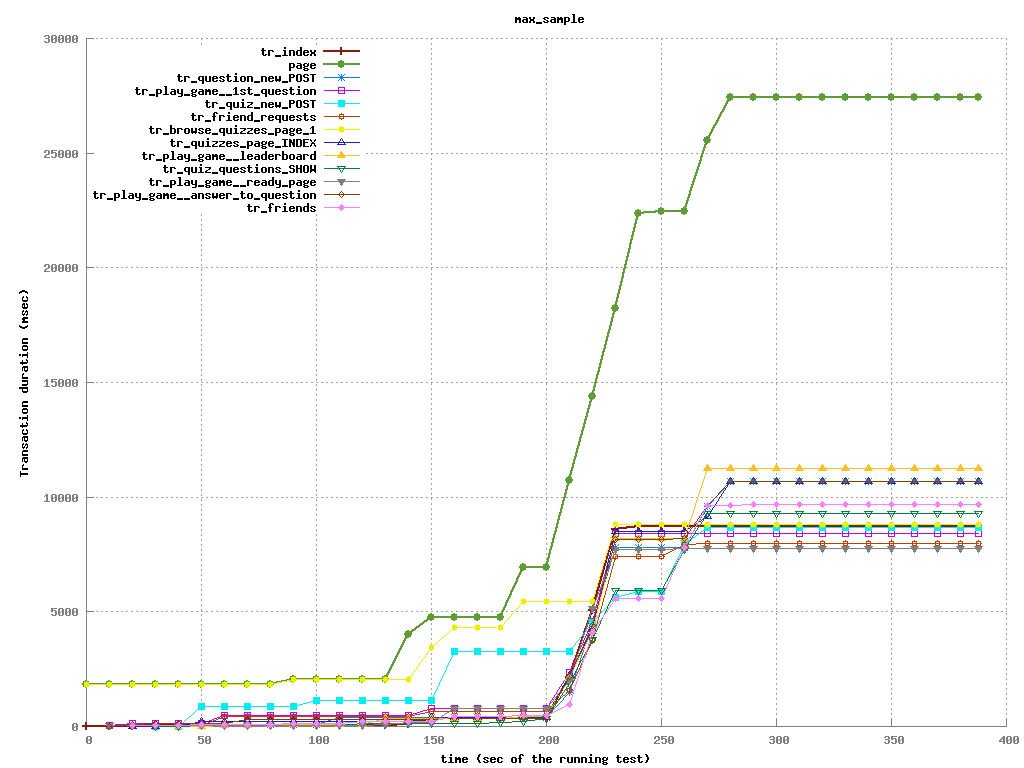 max_sample
30000
25000
20000
15000
10000
5000
0
Transaction duration (msec)
tr_index
page
tr_question_new_POST
tr_play_game__1st_question
tr_quiz_new_POST
tr_friend_requests
tr_browse_quizzes_page_1
tr_quizzes_page_INDEX
tr_play_game__leaderboard
tr_quiz_questions_SHOW
tr_play_game__ready_page
tr_play_game__answer_to_question
tr_friends
0 50 100 150 200 250 300 350 400
time (sec of the running test)